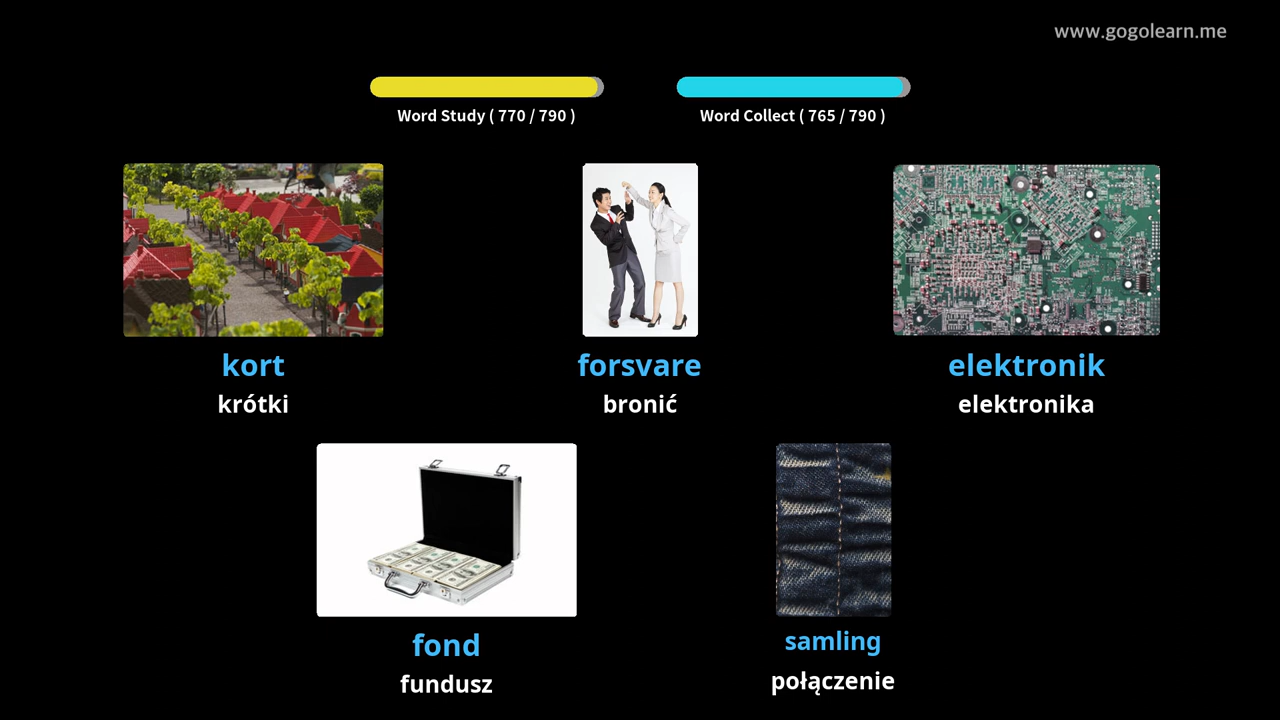 www.gogolearn.me
Word Study ( 770 / 790 )
Word Collect ( 765 / 790 )
kort
krótki
forsvare
bronić
elektronik
elektronika
fond
fundusz
samling
połączenie